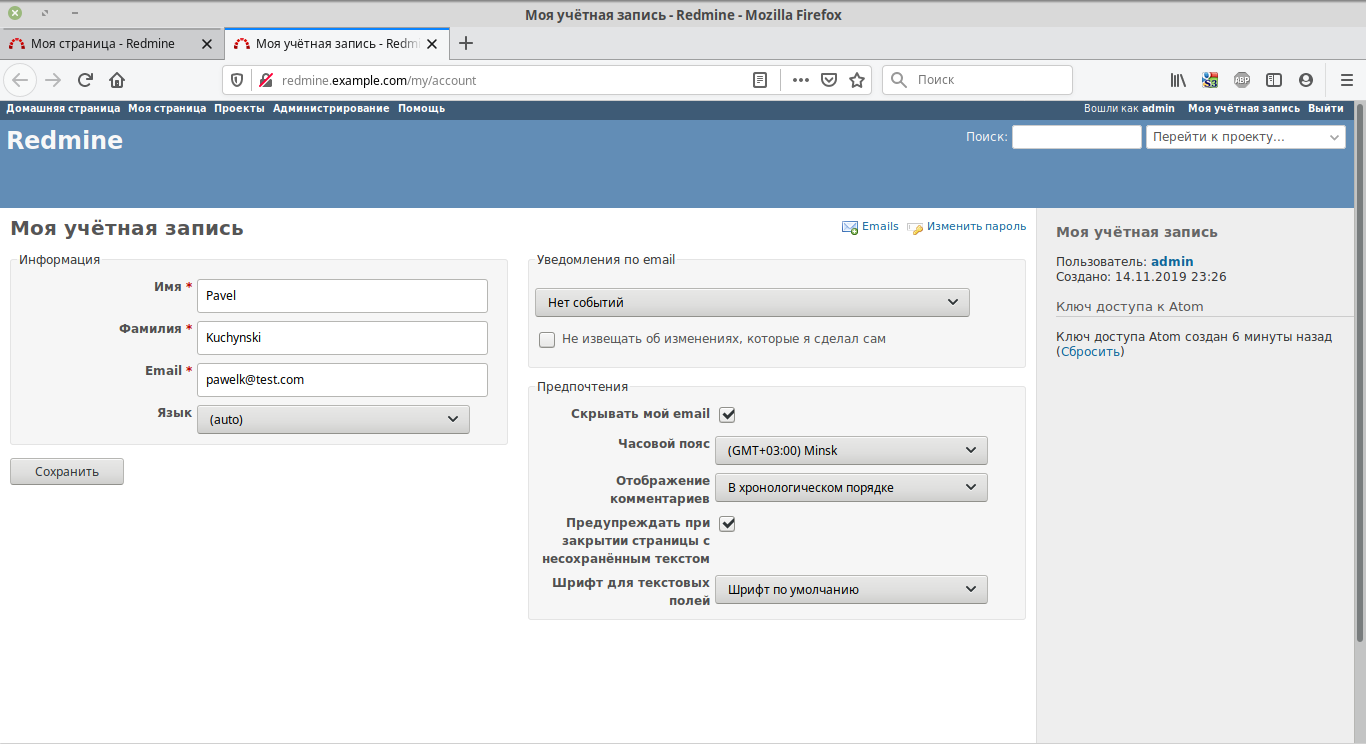 Моя учётная запись - Redmine - Mozilla Firefox
Моя страница - Redmine
Моя учётная запись - Redm
redmine.example.com/my/account
Поиск
S3
ABP
Домашняя страница Моя страница Проекты Администрирование Помощь
Вошли как admin Моя учётная запись Выйти
Redmine
Поиск:
Перейти к проекту...
Моя учётная запись
Emails
Изменить пароль
Информация
Имя *
Pavel
Фамилия *
Kuchynski
Email *
pawelk@test.com
Язык
(auto)
Сохранить
Уведомления по email
Нет событий
Не извещать об изменениях, которые я сделал сам
Предпочтения
Скрывать мой email
Часовой пояс
(GMT+03:00) Minsk
Отображение
комментариев
В хронологическом порядке
Предупреждать при
закрытии страницы с
несохранённым текстом
Шрифт для текстовых
полей
Шрифт по умолчанию
Моя учётная запись
Пользователь: admin
Создано: 14.11.2019 23:26
Ключ доступа к Atom
Ключ доступа Atom создан 6 минуты назад
(Сбросить)